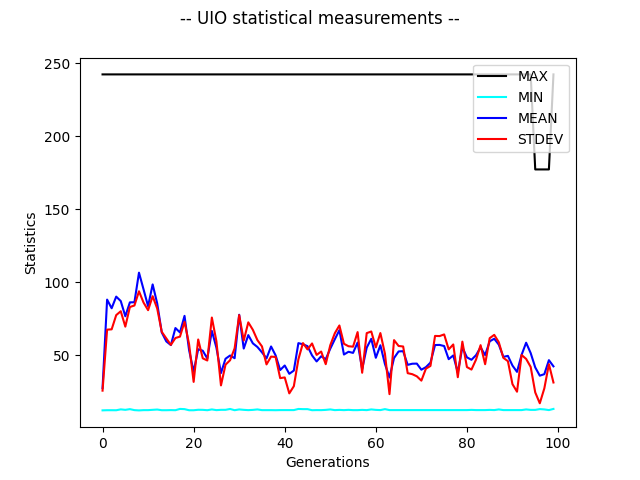 -- UIO statistical measurements --
250
200
150
100
50
Statistics
MAX
MIN
MEAN
STDEV
0 20 40 60 80 100
Generations